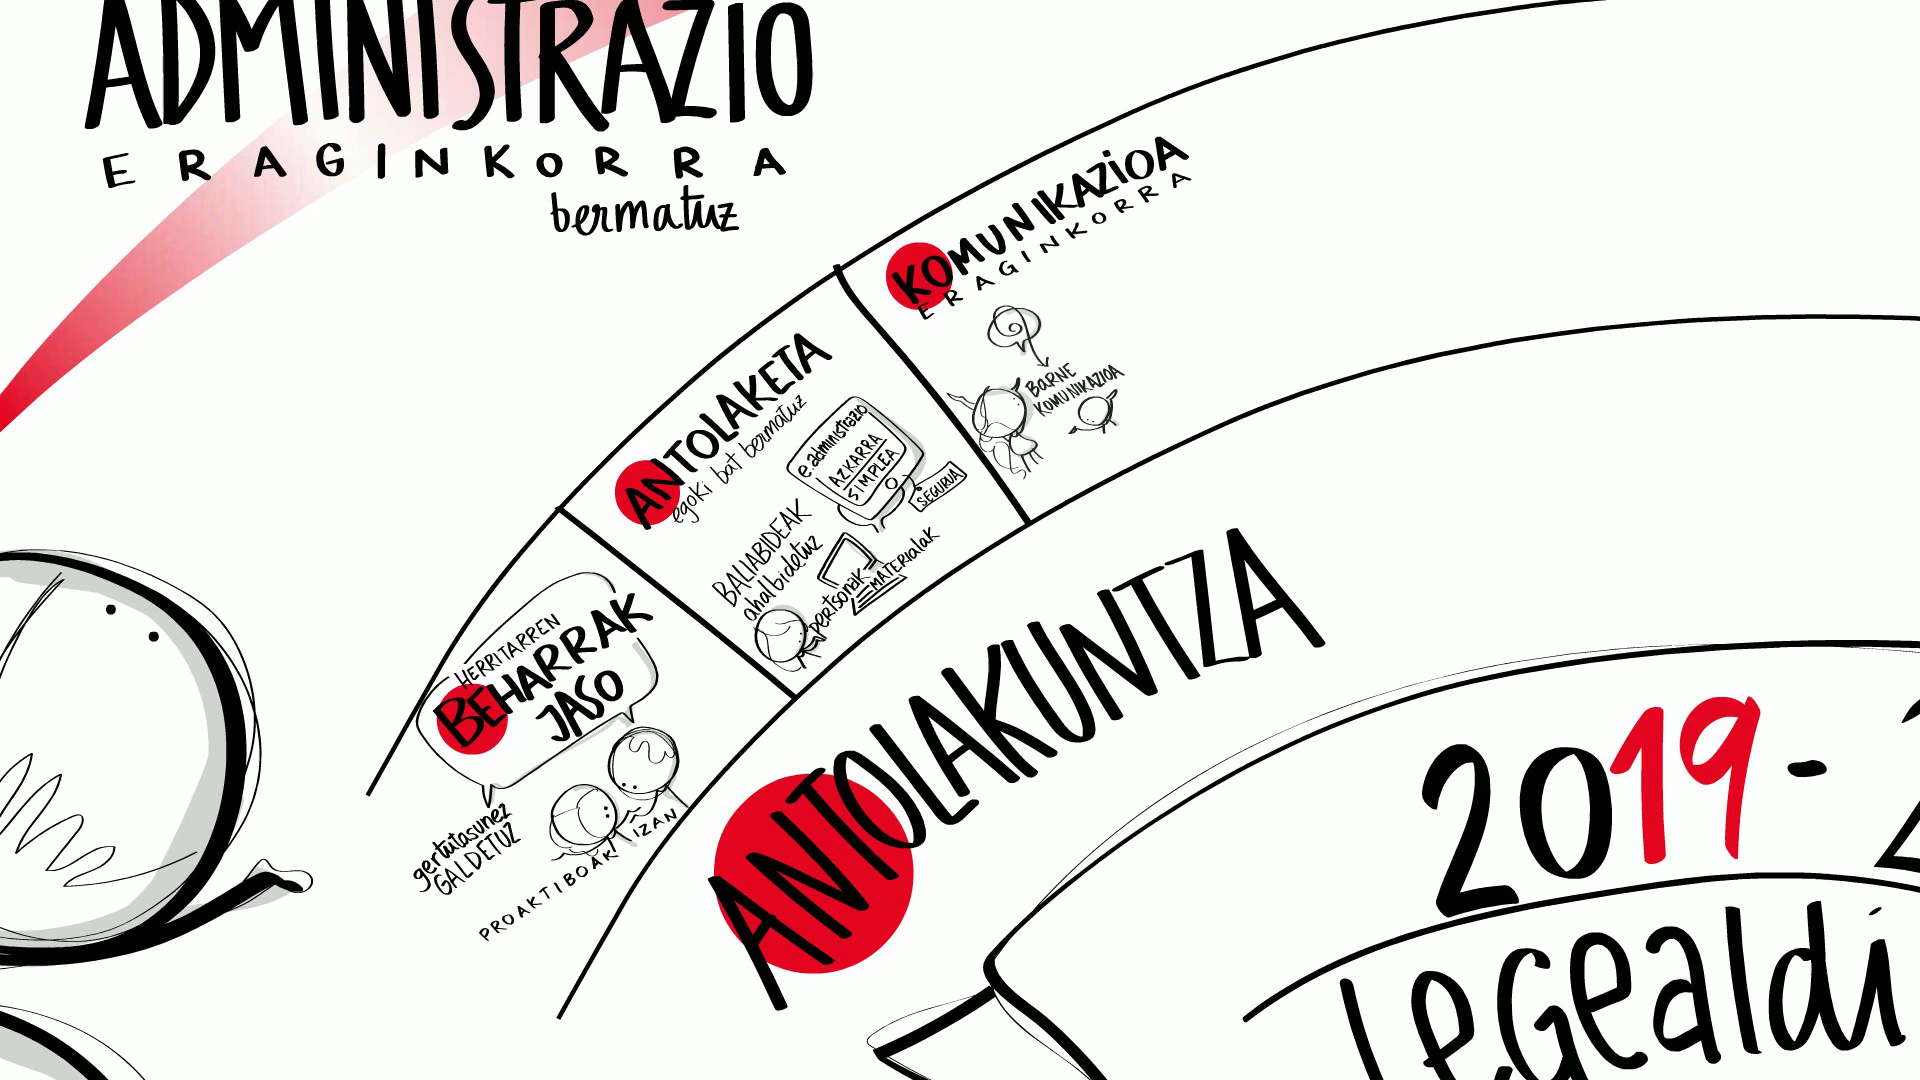 ADMINISTRAZIO
ERAGINKORRA
bermatuz
KOMUNIKAZIOA
ERAGINKORRA
BARNE
KOMUNIKAZIOA
ANTOLAKETA
egoki bat bermatuz
e.administrazio
AZKARRA
SIMPLEA
SEGURUA
BALIABIDEAK
ahalbidetuz
pertsonak
MATERIALAK
HERRITARREN
BEHARRAK
JASO
gertutasunez
GALDETUZ
PROAKTIBOAK IZAN
ANTOLAKUNTZA
2019-
Legealdi